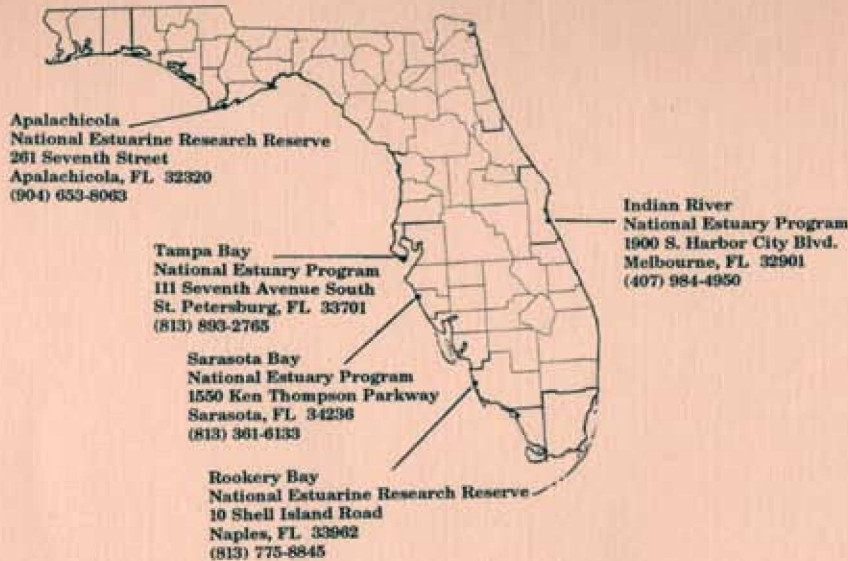 Apalachicola
National Estuarine Research Reserve
261 Seventh Street
Apalachicola, FL 32320
(904) 653-8063
Indian River
National Estuary Program
1900 S. Harbor City Blvd.
Melbourne, FL 32901
(407) 984-4950
Tampa Bay
National Estuary Program
111 Seventh Avenue South
St. Petersburg, FL 33701
(813) 893-2765
Sarasota Bay
National Estuary Program
1550 Ken Thompson Parkway
Sarasota, FL 34236
(813) 361-6133
Rookery Bay
National Estuarine Research Reserve
10 Shell Island Road
Naples, FL 33962
(813) 775-8845